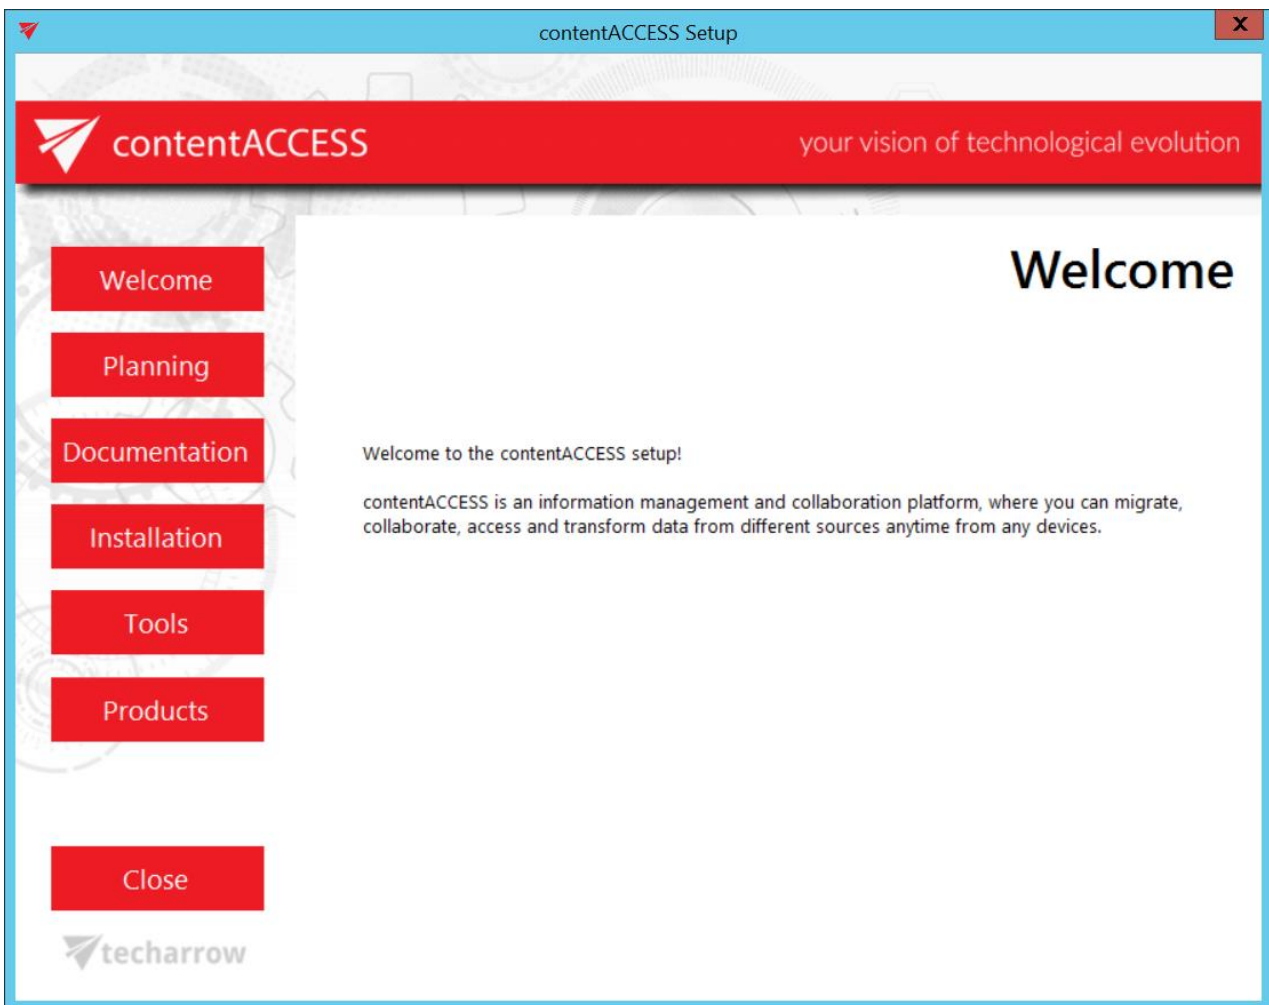 contentACCESS Setup
X
contentACCESS
your vision of technological evolution
Welcome
Planning
Documentation
Installation
Tools
Products
Close
techarrow
Welcome
Welcome to the contentACCESS setup!
contentACCESS is an information management and collaboration platform, where you can migrate,
collaborate, access and transform data from different sources anytime from any devices.